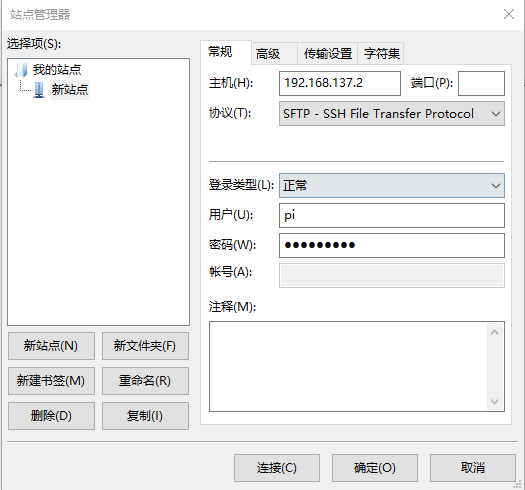 站点管理器
选择项(S):
我的站点
新站点
新站点(N)
新文件夹(F)
新建书签(M)
重命名(R)
删除(D)
复制(I)
常规
高级
传输设置
字符集
主机(H):
192.168.137.2
端口(P):
协议(T):
SFTP - SSH File Transfer Protocol
登录类型(L):
正常
用户(U):
pi
密码(W):
●●●●●●●●●
帐号(A):
注释(M):
连接(C)
确定(O)
取消